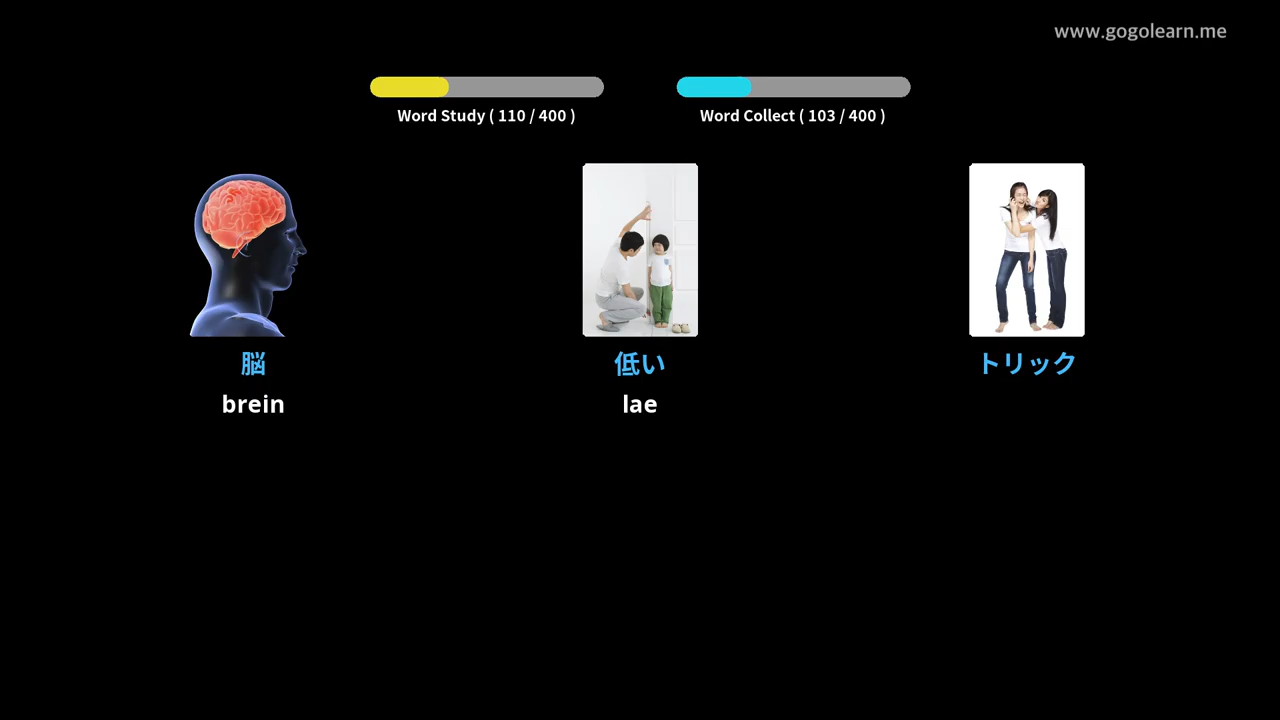 www.gogolearn.me
Word Study ( 110 / 400 )
Word Collect ( 103 / 400 )
脳
低い
トリック
brein
lae